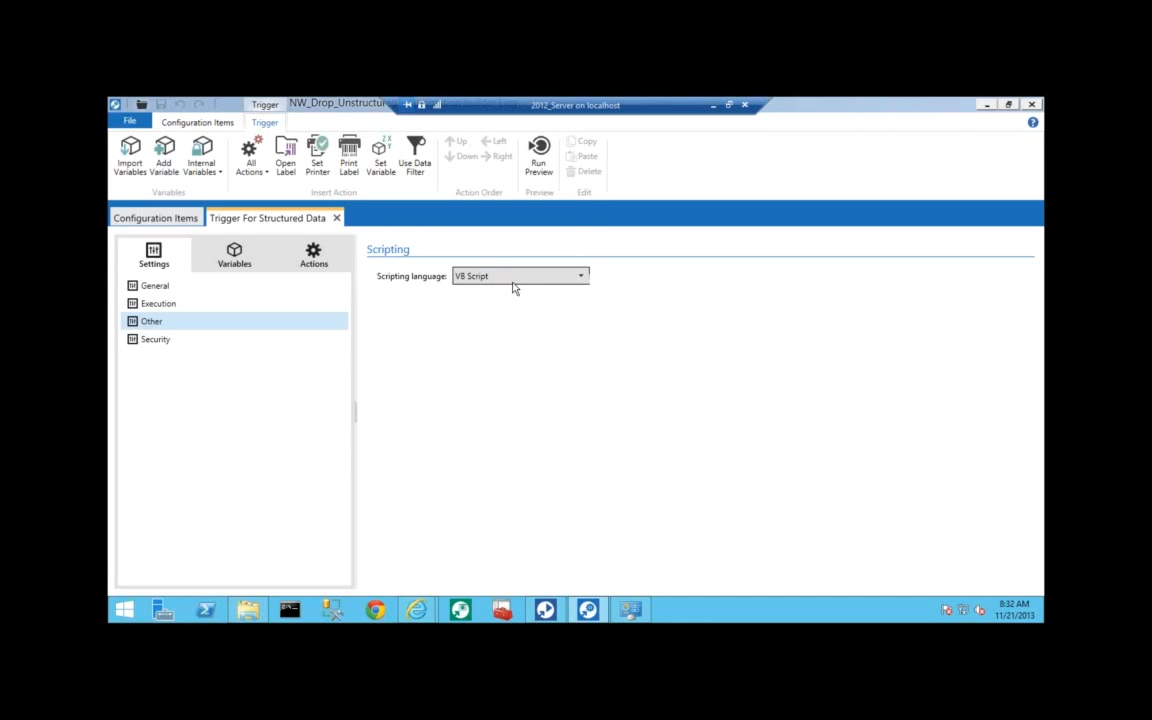 Trigger NW_Drop_Unstructur 2012_Server on localhost
File Configuration Items Trigger
Import Variables
Add Variable
Internal Variables
All Actions
Open Label
Set Printer
Print Label
Set Variable
Use Data Filter
Up Left
Down Right
Run Preview
Copy
Paste
Delete
Variables Insert Action Action Order Preview Edit
Configuration Items Trigger For Structured Data
Settings Variables Actions
General
Execution
Other
Security
Scripting
Scripting language: VB Script
8:32 AM
11/21/2013